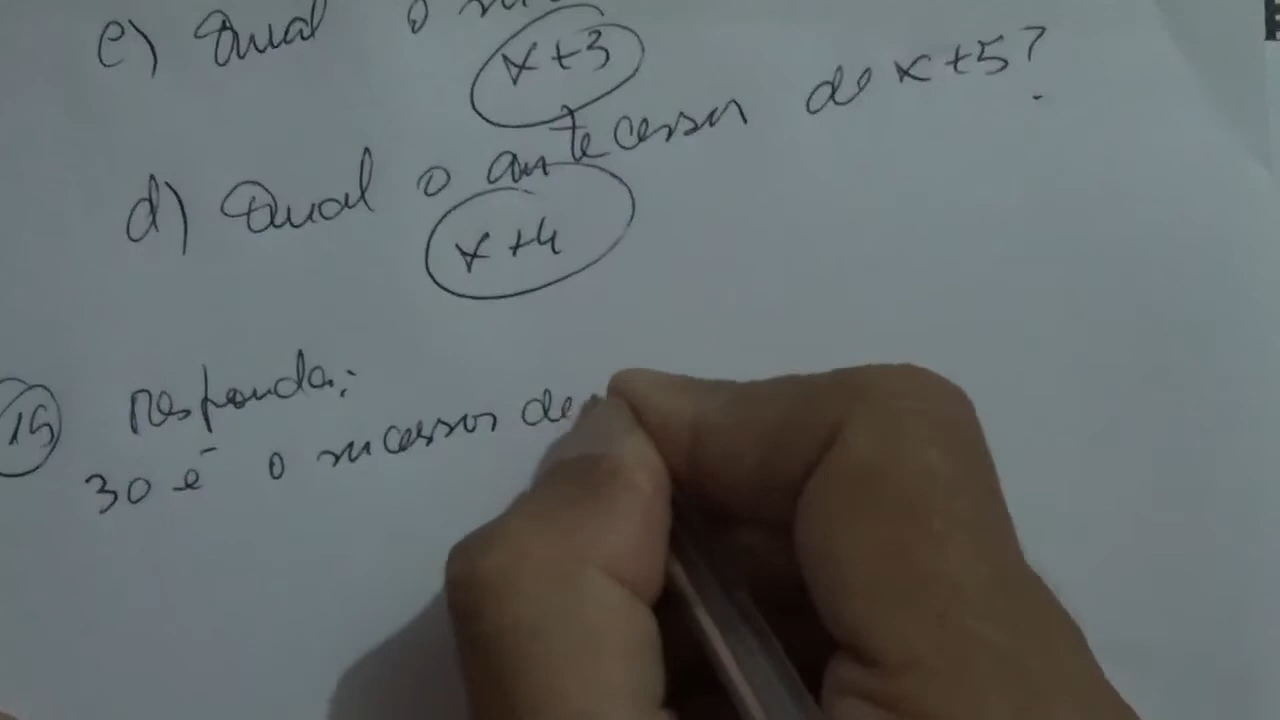 c) Qual o
x+3
d) Qual o antecessor de x+5?
x+4
15 Responda:
30 é o sucessor de